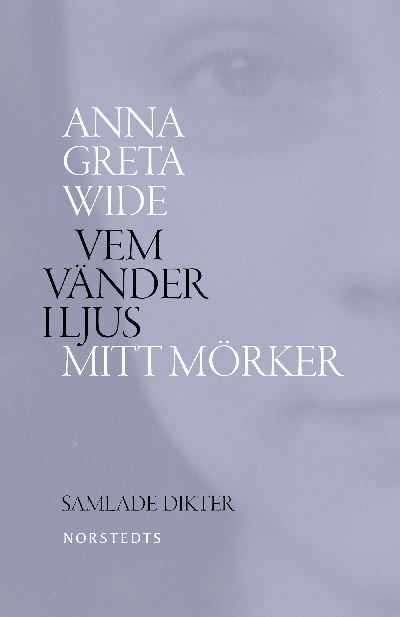 ANNA
GRETA
WIDE
VEM
VÄNDER
I LJUS
MITT MÖRKER
SAMLADE DIKTER
NORSTEDTS